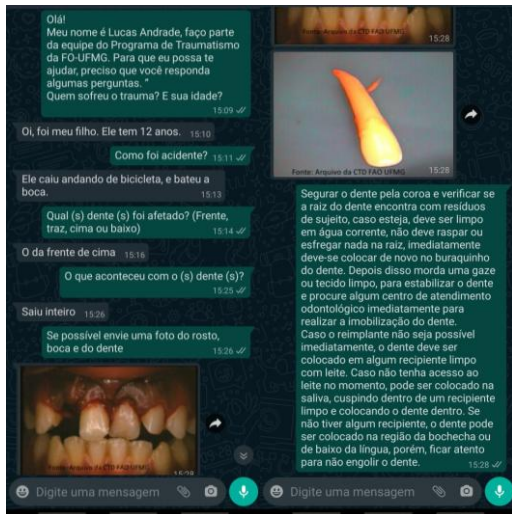 Olá!
Meu nome é Lucas Andrade, faço parte
da equipe do Programa de Traumatismo
da FO-UFMG. Para que eu possa te
ajudar, preciso que você responda
algumas perguntas. “
Quem sofreu o trauma? E sua idade?
15:09
Oi, foi meu filho. Ele tem 12 anos. 15:10
Como foi acidente? 15:11
Ele caiu andando de bicicleta, e bateu a
boca. 15:13
Qual (s) dente (s) foi afetado? (Frente,
traz, cima ou baixo) 15:14
O da frente de cima 15:16
O que aconteceu com o (s) dente (s)?
15:25
Saiu inteiro 15:26
Se possível envie uma foto do rosto,
boca e do dente 15:26
Fonte: Arquivo da CTD FAO UFMG
15:28
Digite uma mensagem
Fonte: Arquivo da CTD FAO UFMG
15:28
Fonte: Arquivo da CTD FAO UFMG 15:28
Segurar o dente pela coroa e verificar se
a raiz do dente encontra com resíduos
de sujeito, caso esteja, deve ser limpo
em água corrente, não deve raspar ou
esfregar nada na raiz, imediatamente
deve-se colocar de novo no buraquinho
do dente. Depois disso morda uma gaze
ou tecido limpo, para estabilizar o dente
e procure algum centro de atendimento
odontológico imediatamente para
realizar a imobilização do dente.
Caso o reimplante não seja possível
imediatamente, o dente deve ser
colocado em algum recipiente limpo
com leite. Caso não tenha acesso ao
leite no momento, pode ser colocado na
saliva, cuspindo dentro de um recipiente
limpo e colocando o dente dentro. Se
não tiver algum recipiente, o dente pode
ser colocado na região da bochecha ou
de baixo da língua, porém, ficar atento
para não engolir o dente. 15:28
Digite uma mensagem